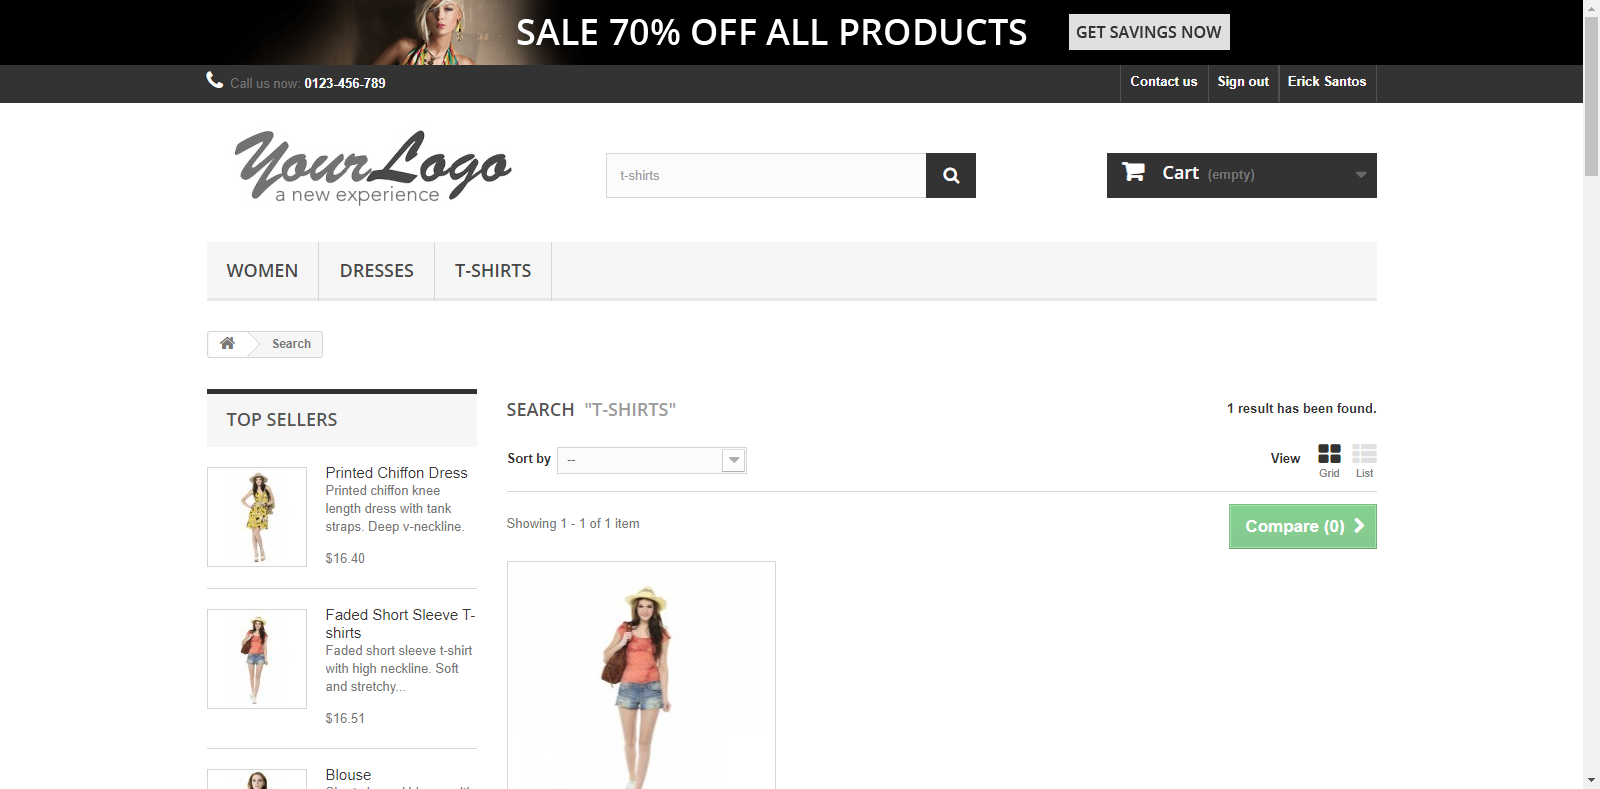 SALE 70% OFF ALL PRODUCTS
GET SAVINGS NOW
Call us now: 0123-456-789
Contact us
Sign out
Erick Santos
YourLogo
a new experience
t-shirts
Cart (empty)
WOMEN
DRESSES
T-SHIRTS
Search
TOP SELLERS
Printed Chiffon Dress
Printed chiffon knee
length dress with tank
straps. Deep v-neckline.
$16.40
Faded Short Sleeve T-
shirts
Faded short sleeve t-shirt
with high neckline. Soft
and stretchy...
$16.51
Blouse
SEARCH "T-SHIRTS"
1 result has been found.
Sort by --
View
Grid
List
Showing 1 - 1 of 1 item
Compare (0)